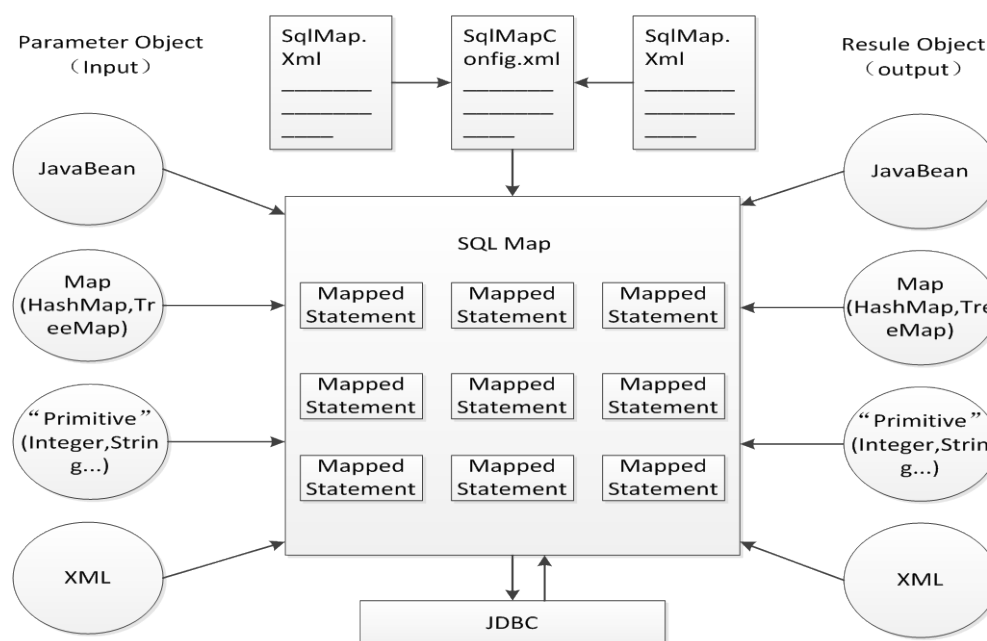 Parameter Object
（Input）
SqlMap.
Xml
SqlMapC
onfig.xml
SqlMap.
Xml
Resule Object
（output）
JavaBean
Map
(HashMap,Tr
eeMap)
“Primitive”
(Integer,Strin
g...)
XML
SQL Map
Mapped
Statement
Mapped
Statement
Mapped
Statement
Mapped
Statement
Mapped
Statement
Mapped
Statement
Mapped
Statement
Mapped
Statement
Mapped
Statement
JavaBean
Map
(HashMap,Tre
eMap)
“Primitive”
(Integer,Strin
g...)
XML
JDBC